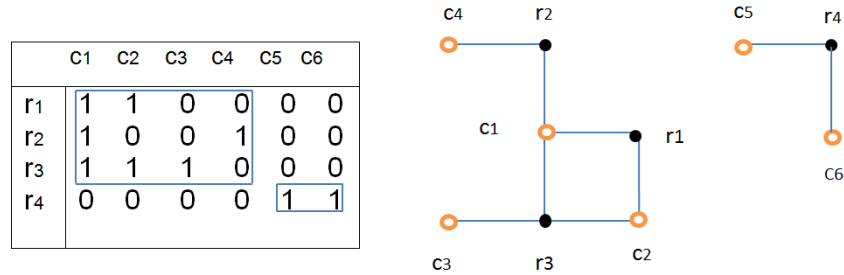 c1 c2 c3 c4 c5 c6
r1 1 1 0 0 0 0
r2 1 0 0 1 0 0
r3 1 1 1 0 0 0
r4 0 0 0 0 1 1
c4 r2 c5 r4
c1 r1
c6
c3 r3 c2